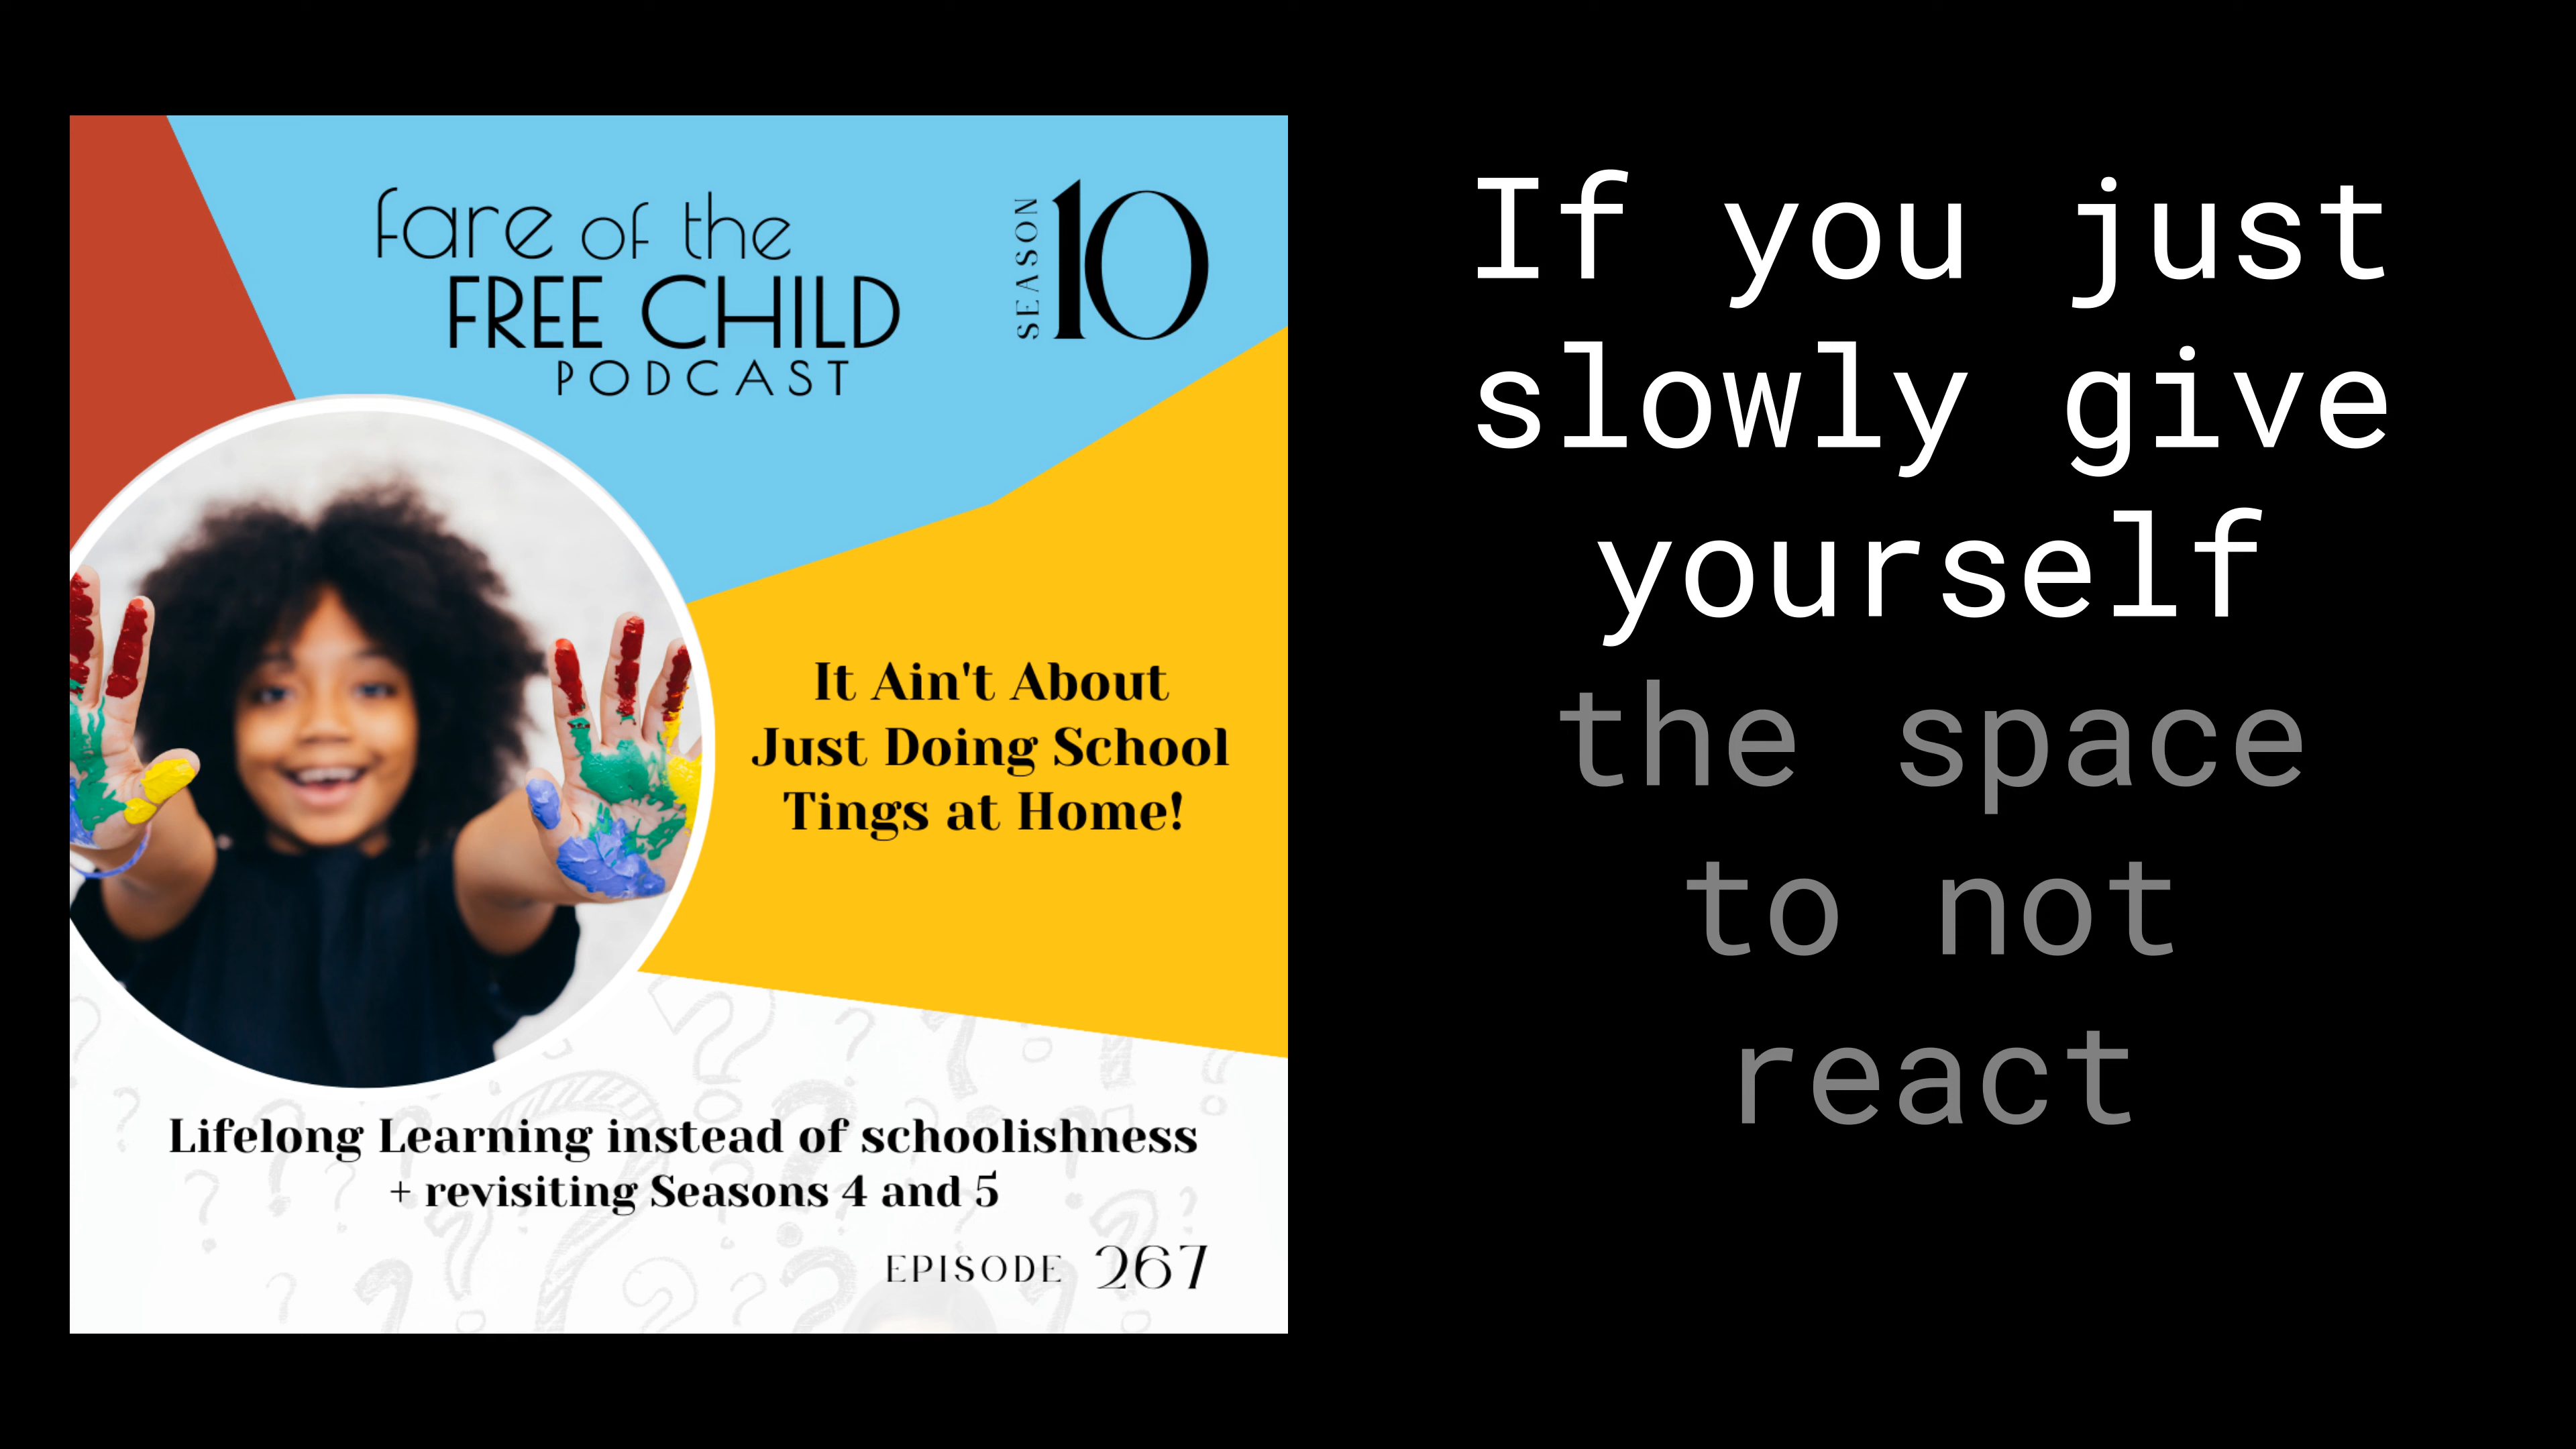 fare of the
FREE CHILD
PODCAST
SEASON 10
It Ain't About
Just Doing School
Tings at Home!
Lifelong Learning instead of schoolishness
+ revisiting Seasons 4 and 5
EPISODE 267
If you just
slowly give
yourself
the space
to not
react